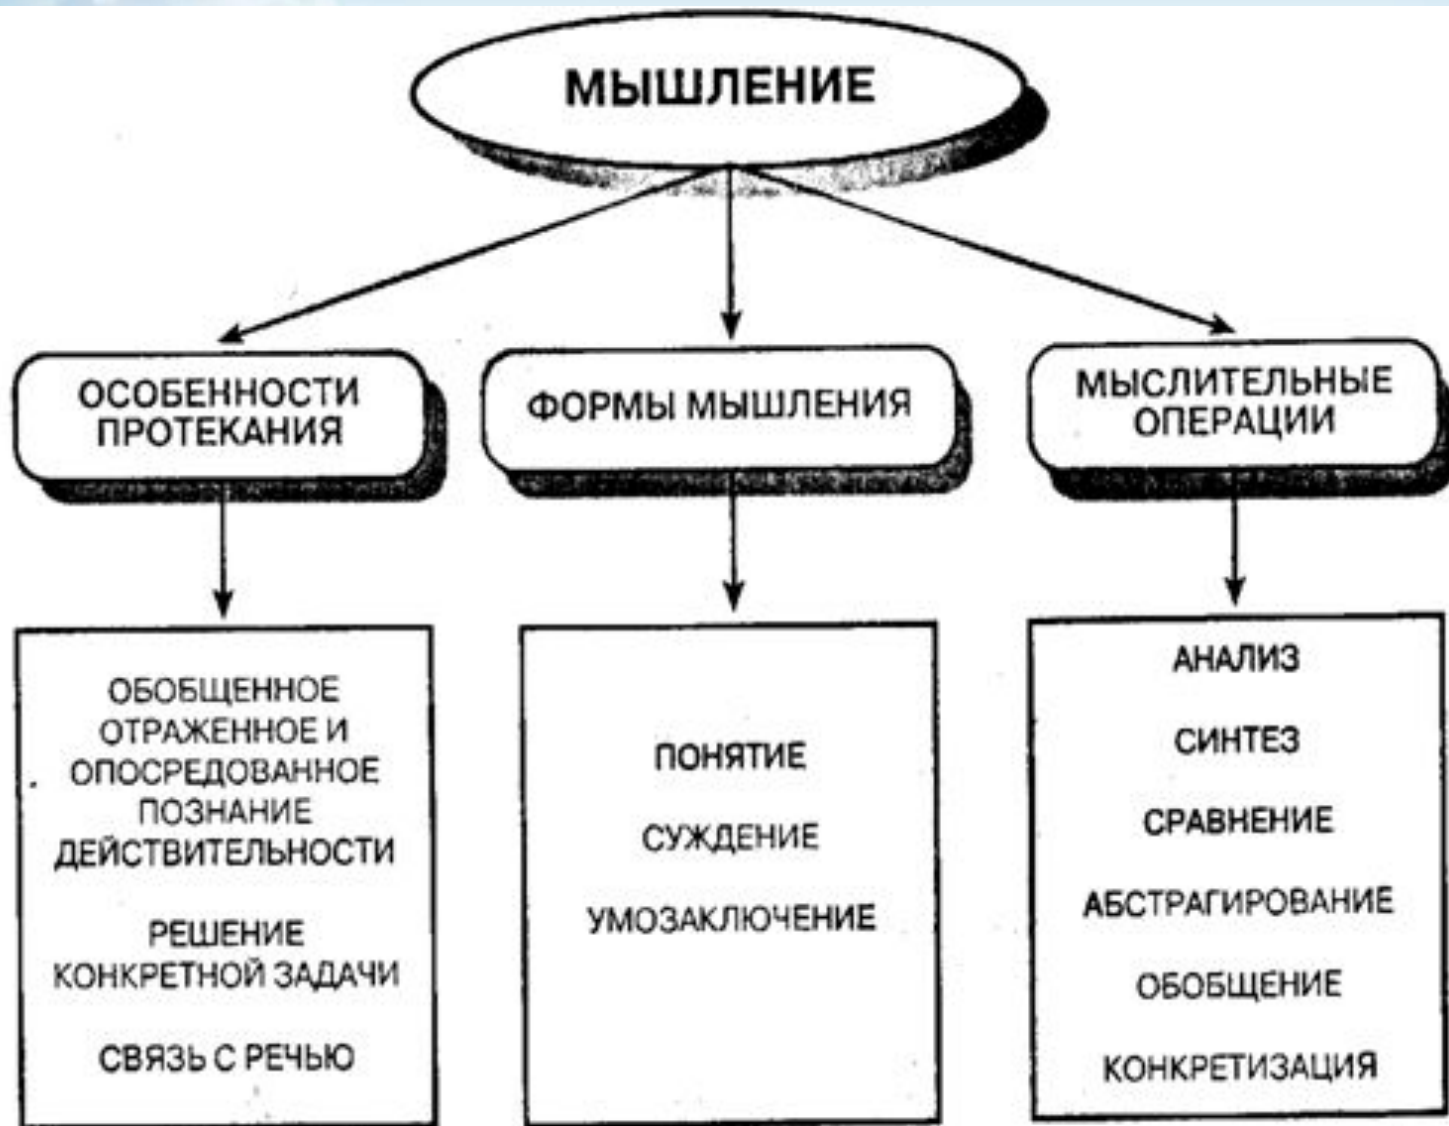 МЫШЛЕНИЕ
ОСОБЕННОСТИ
ПРОТЕКАНИЯ
ФОРМЫ МЫШЛЕНИЯ
МЫСЛИТЕЛЬНЫЕ
ОПЕРАЦИИ
ОБОБЩЕННОЕ
ОТРАЖЕННОЕ И
ОПОСРЕДОВАННОЕ
ПОЗНАНИЕ
ДЕЙСТВИТЕЛЬНОСТИ
РЕШЕНИЕ
КОНКРЕТНОЙ ЗАДАЧИ
СВЯЗЬ С РЕЧЬЮ
ПОНЯТИЕ
СУЖДЕНИЕ
УМОЗАКЛЮЧЕНИЕ
АНАЛИЗ
СИНТЕЗ
СРАВНЕНИЕ
АБСТРАГИРОВАНИЕ
ОБОБЩЕНИЕ
КОНКРЕТИЗАЦИЯ